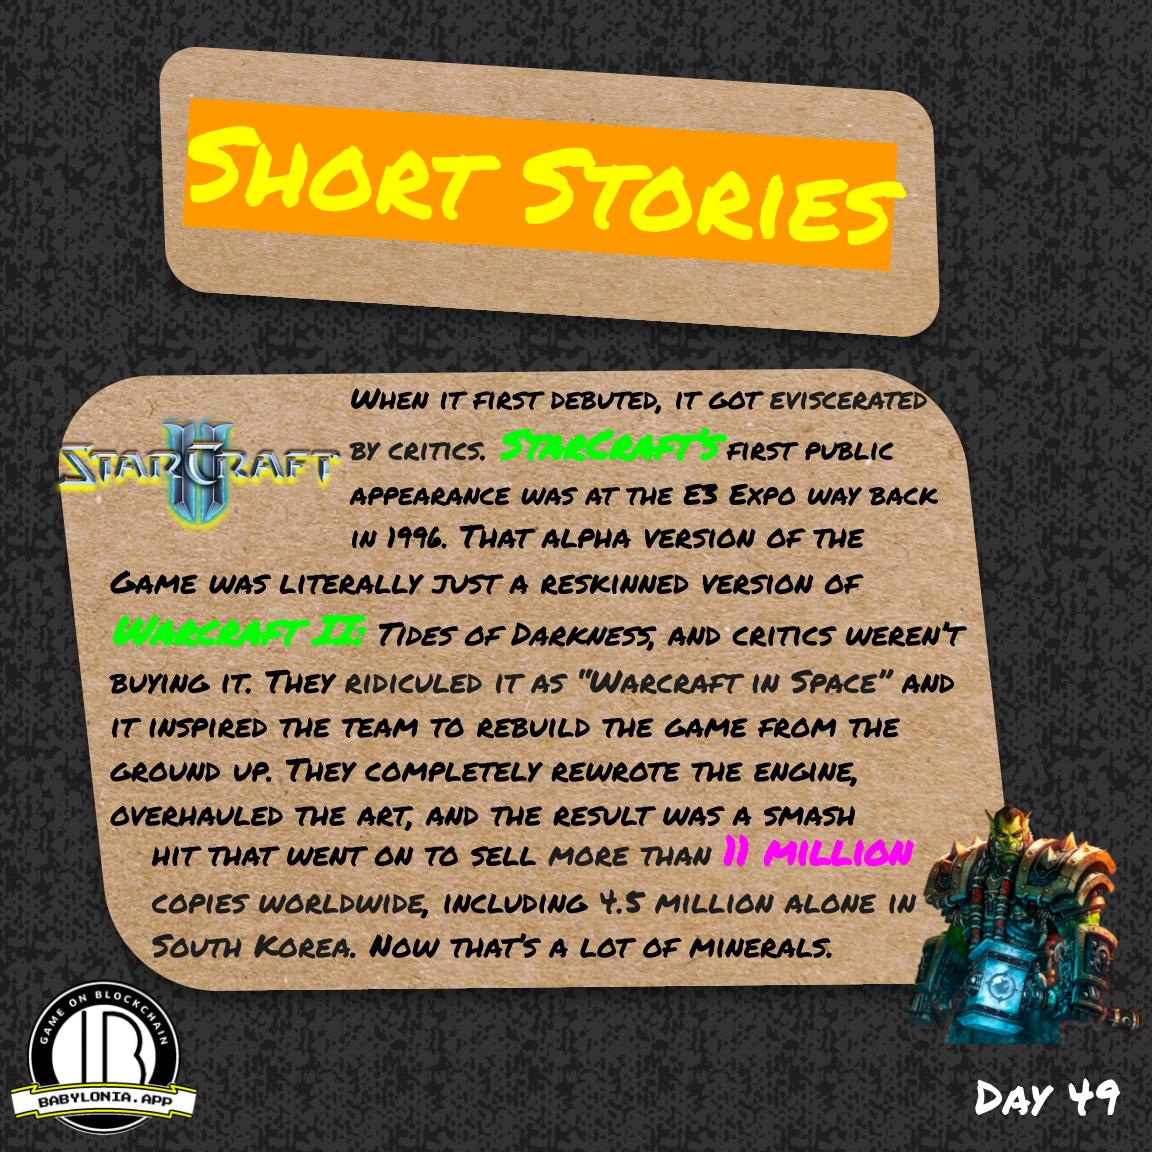 Short Stories
When it first debuted, it got eviscerated
StarCraft II
by critics. StarCraft's first public
appearance was at the E3 Expo way back
in 1996. That alpha version of the
Game was literally just a reskinned version of
Warcraft II: Tides of Darkness, and critics weren't
buying it. They ridiculed it as "Warcraft in Space" and
it inspired the team to rebuild the game from the
ground up. They completely rewrote the engine,
overhauled the art, and the result was a smash
hit that went on to sell more than 11 million
copies worldwide, including 4.5 million alone in
South Korea. Now that's a lot of minerals.
GAME ON BLOCKCHAIN
B
BABYLONIA.APP
Day 49